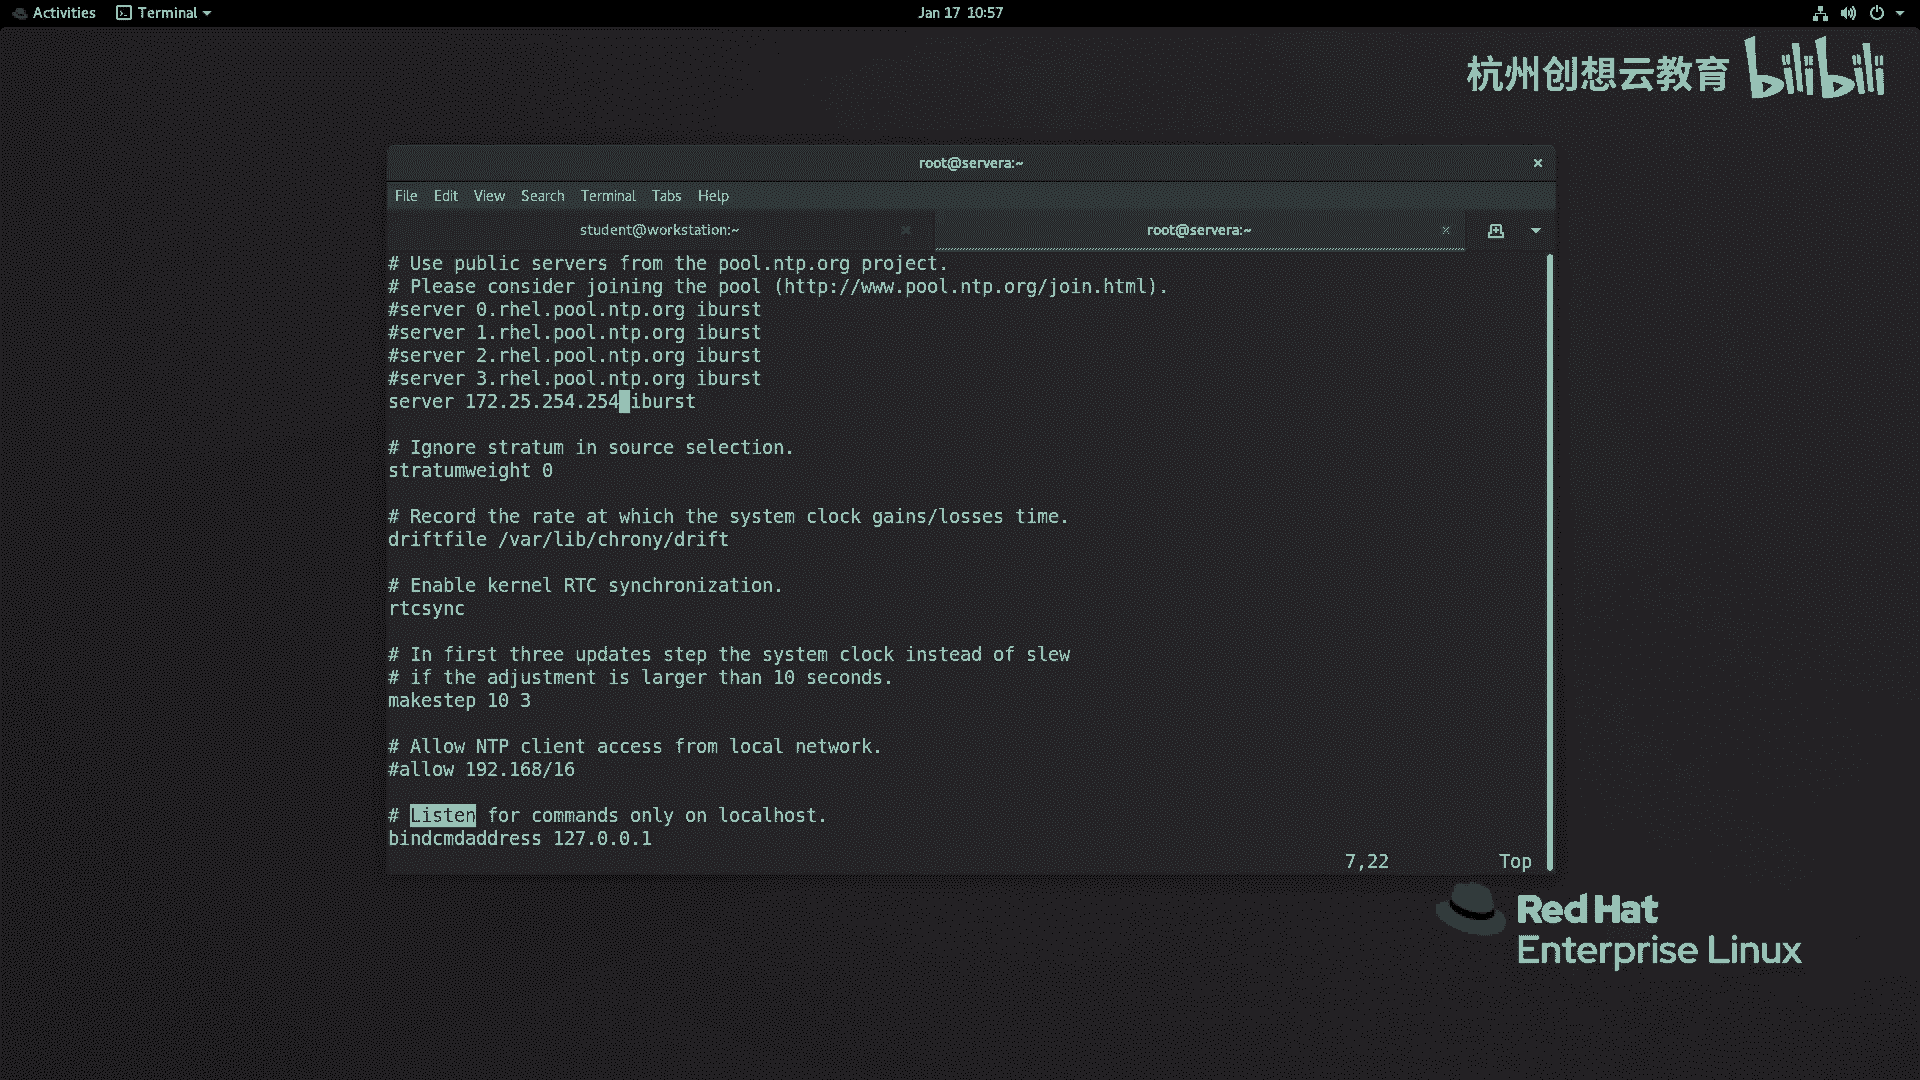 Activities Terminal Jan 17 10:57
杭州创想云教育 bilibili
root@servera:~
File Edit View Search Terminal Tabs Help
student@workstation:~ root@servera:~
# Use public servers from the pool.ntp.org project.
# Please consider joining the pool (http://www.pool.ntp.org/join.html).
#server 0.rhel.pool.ntp.org iburst
#server 1.rhel.pool.ntp.org iburst
#server 2.rhel.pool.ntp.org iburst
#server 3.rhel.pool.ntp.org iburst
server 172.25.254.254 iburst
# Ignore stratum in source selection.
stratumweight 0
# Record the rate at which the system clock gains/losses time.
driftfile /var/lib/chrony/drift
# Enable kernel RTC synchronization.
rtcsync
# In first three updates step the system clock instead of slew
# if the adjustment is larger than 10 seconds.
makestep 10 3
# Allow NTP client access from local network.
#allow 192.168/16
# Listen for commands only on localhost.
bindcmdaddress 127.0.0.1
7,22 Top
Red Hat
Enterprise Linux